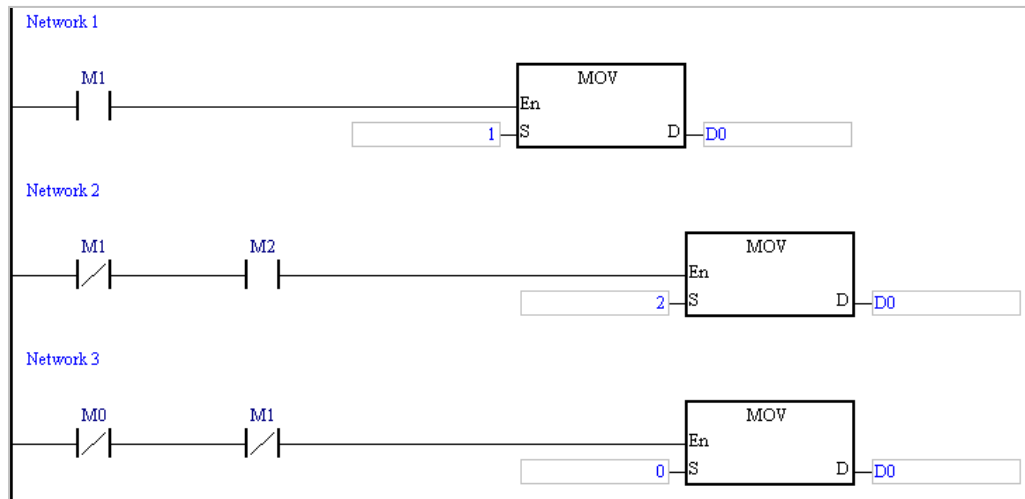 Network 1
M1
MOV
En
1 S D D0
Network 2
M1 M2
MOV
En
2 S D D0
Network 3
M0 M1
MOV
En
0 S D D0